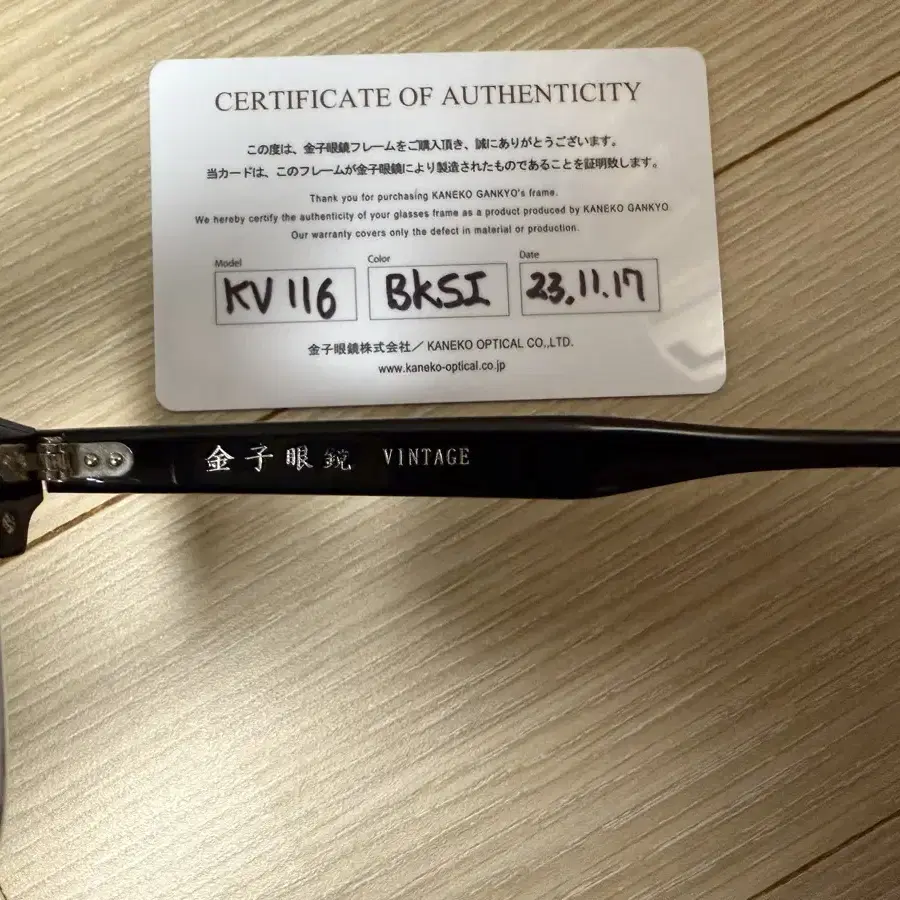 CERTIFICATE OF AUTHENTICITY
この度は、金子眼鏡フレームをご購入頂き、誠にありがとうございます。
当カードは、このフレームが金子眼鏡により製造されたものであることを証明致します。
Thank you for purchasing KANEKO GANKYO's frame.
We hereby certify the authenticity of your glasses frame as a product produced by KANEKO GANKYO.
Our warranty covers only the defect in material or production.
Model Color Date
KV 116 BKSI 23.11.17
金子眼鏡株式会社／ KANEKO OPTICAL CO.,LTD.
www.kaneko-optical.co.jp
金子眼鏡 VINTAGE